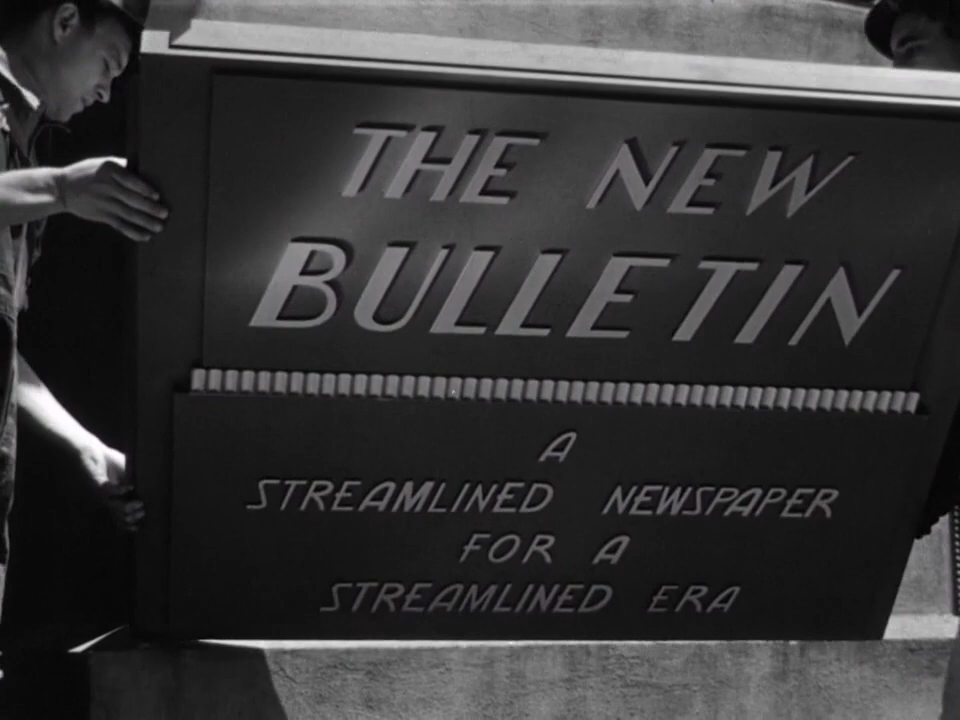 THE NEW
BULLETIN
A
STREAMLINED NEWSPAPER
FOR A
STREAMLINED ERA